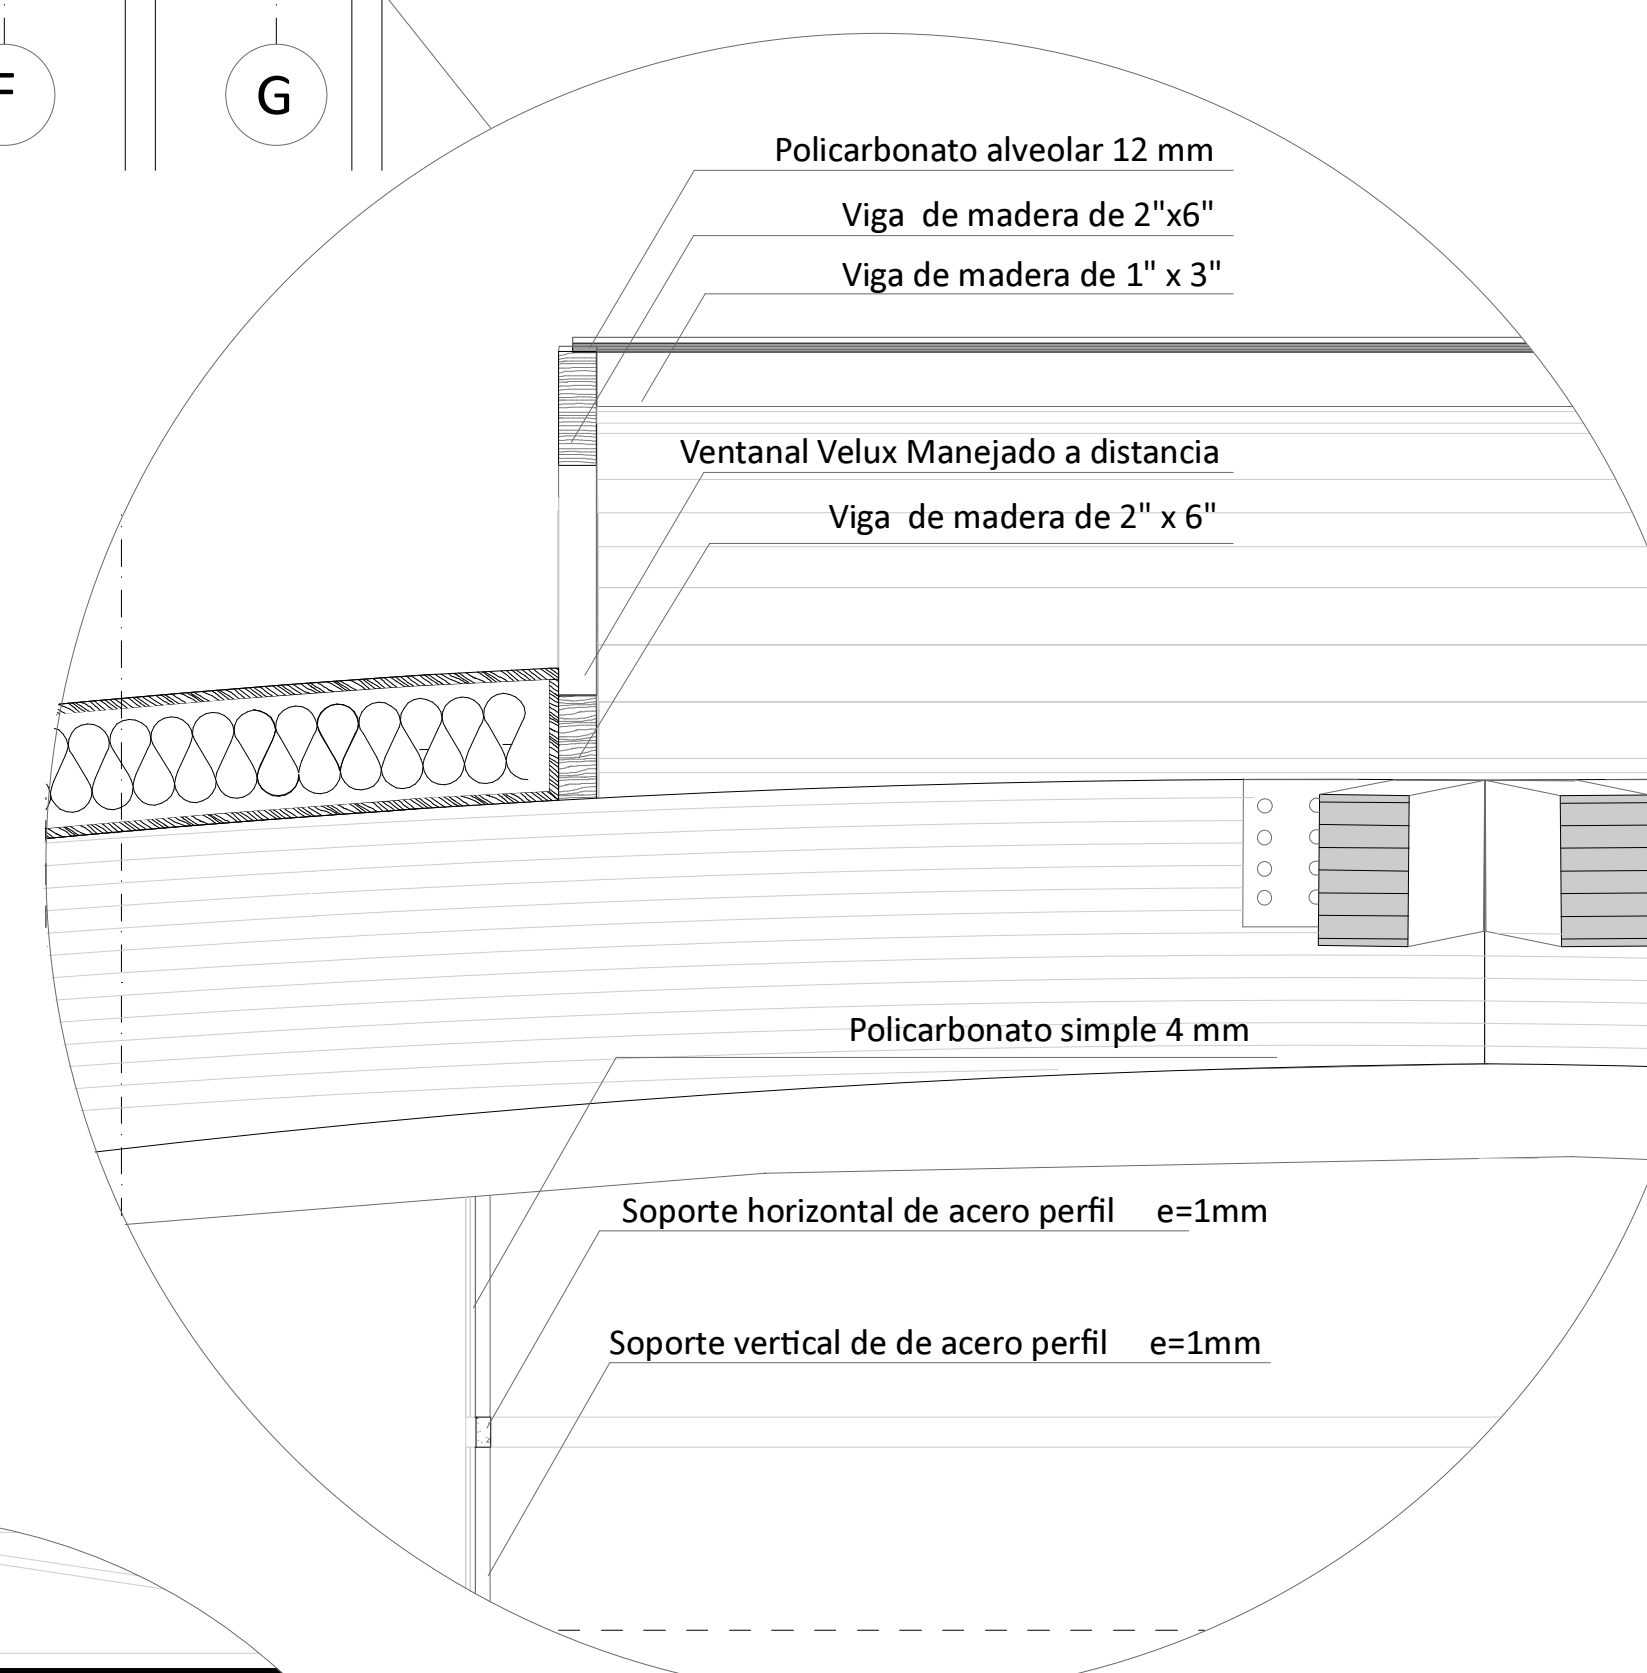 F
G
Policarbonato alveolar 12 mm
Viga de madera de 2"x6"
Viga de madera de 1" x 3"
Ventanal Velux Manejado a distancia
Viga de madera de 2" x 6"
Policarbonato simple 4 mm
Soporte horizontal de acero perfil e=1mm
Soporte vertical de de acero perfil e=1mm